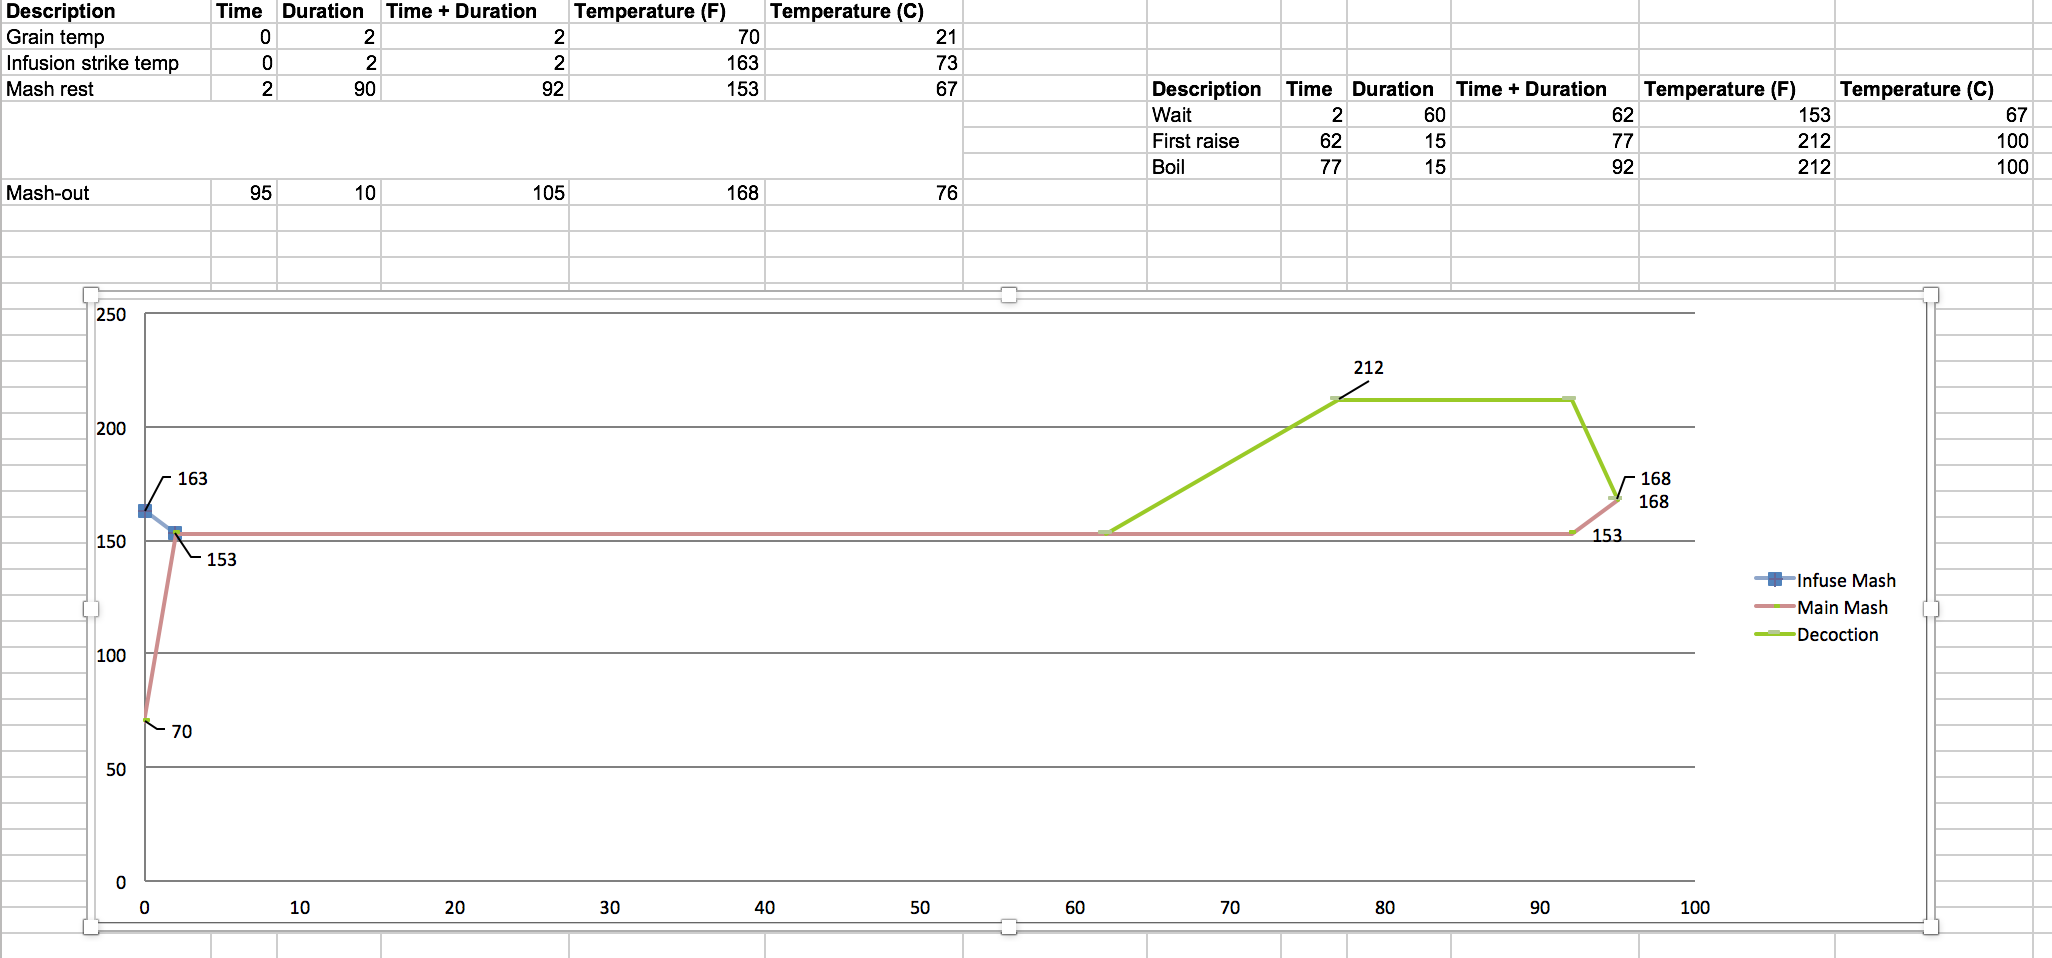 Description Time Duration Time + Duration Temperature (F) Temperature (C)
Grain temp 0 2 2 70 21
Infusion strike temp 0 2 2 163 73
Mash rest 2 90 92 153 67
Description Time Duration Time + Duration Temperature (F) Temperature (C)
Wait 2 60 62 153 67
First raise 62 15 77 212 100
Boil 77 15 92 212 100
Mash-out 95 10 105 168 76
250
212
200
163
168
168
153
150
153
Infuse Mash
Main Mash
Decoction
100
70
50
0
0 10 20 30 40 50 60 70 80 90 100